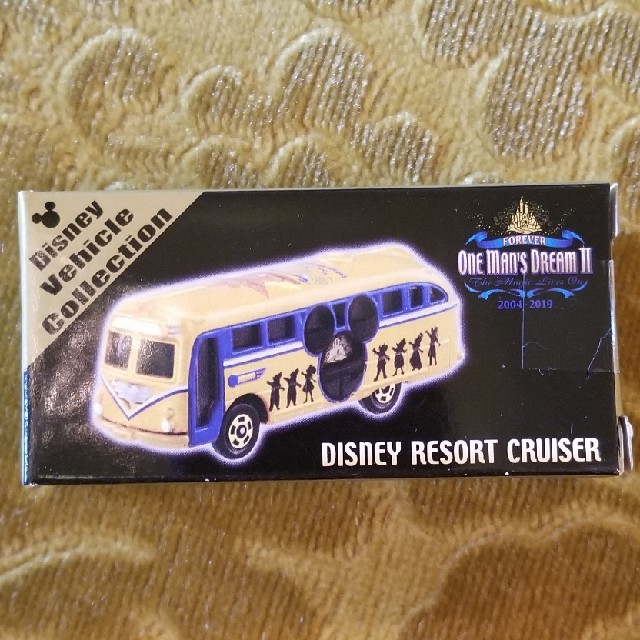 Disney
Vehicle
Collection
FOREVER
ONE MAN'S DREAM II
The Magic Lives On
2004-2019
DISNEY RESORT CRUISER